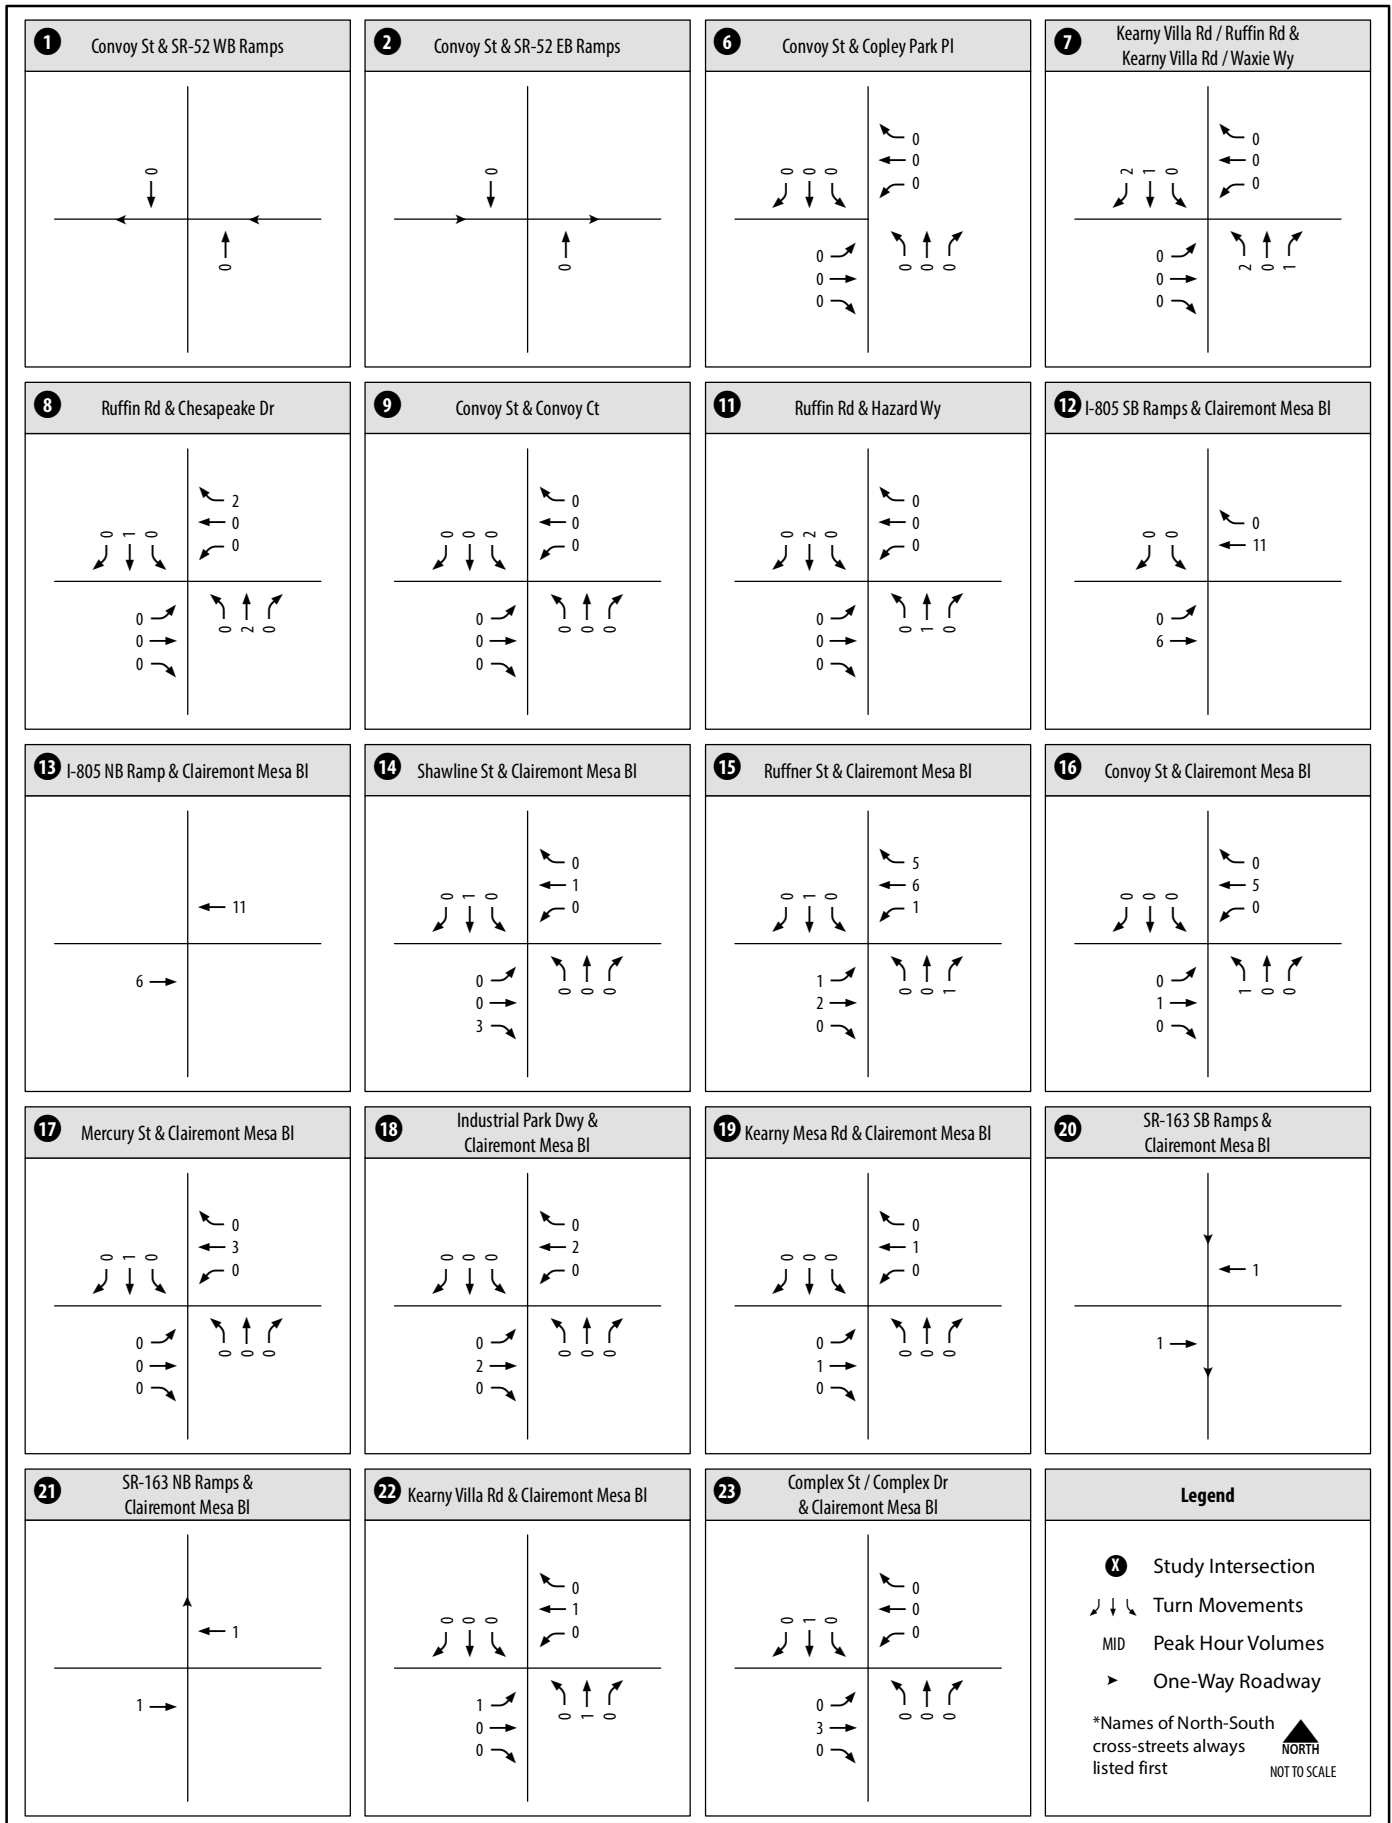 1 Convoy St & SR-52 WB Ramps
0
0
2 Convoy St & SR-52 EB Ramps
0
0
6 Convoy St & Copley Park Pl
0
0
0 0 0 0
0
0 0 0
0
0
7 Kearny Villa Rd / Ruffin Rd &
Kearny Villa Rd / Waxie Wy
0
0
2 1 0 0
0
0 2 0 1
0
8 Ruffin Rd & Chesapeake Dr
2
0 1 0 0
0
0
0 0 2 0
0
9 Convoy St & Convoy Ct
0
0 0 0 0
0
0
0 0 0 0
0
11 Ruffin Rd & Hazard Wy
0
0 2 0 0
0
0
0 0 1 0
0
12 I-805 SB Ramps & Clairemont Mesa Bl
0
0 0 11
0
6
13 I-805 NB Ramp & Clairemont Mesa Bl
11
6
14 Shawline St & Clairemont Mesa Bl
0
1
0 1 0 0
0
0 0 0 0
3
15 Ruffner St & Clairemont Mesa Bl
5
6
0 1 0 1
1
2 0 0 1
0
16 Convoy St & Clairemont Mesa Bl
0
5
0 0 0 0
0
1 1 0 0
0
17 Mercury St & Clairemont Mesa Bl
0
3
0 1 0 0
0
0 0 0 0
0
18 Industrial Park Dwy &
Clairemont Mesa Bl
0
2
0 0 0 0
0
2 0 0 0
0
19 Kearny Mesa Rd & Clairemont Mesa Bl
0
1
0 0 0 0
0
1 0 0 0
0
20 SR-163 SB Ramps &
Clairemont Mesa Bl
1
1
21 SR-163 NB Ramps &
Clairemont Mesa Bl
1
1
22 Kearny Villa Rd & Clairemont Mesa Bl
0
1
0 0 0 0
1
0 0 1 0
0
23 Complex St / Complex Dr
& Clairemont Mesa Bl
0
0
0 1 0 0
0
3 0 0 0
0
Legend
X Study Intersection
Turn Movements
MID Peak Hour Volumes
One-Way Roadway
*Names of North-South
cross-streets always
listed first
NORTH
NOT TO SCALE